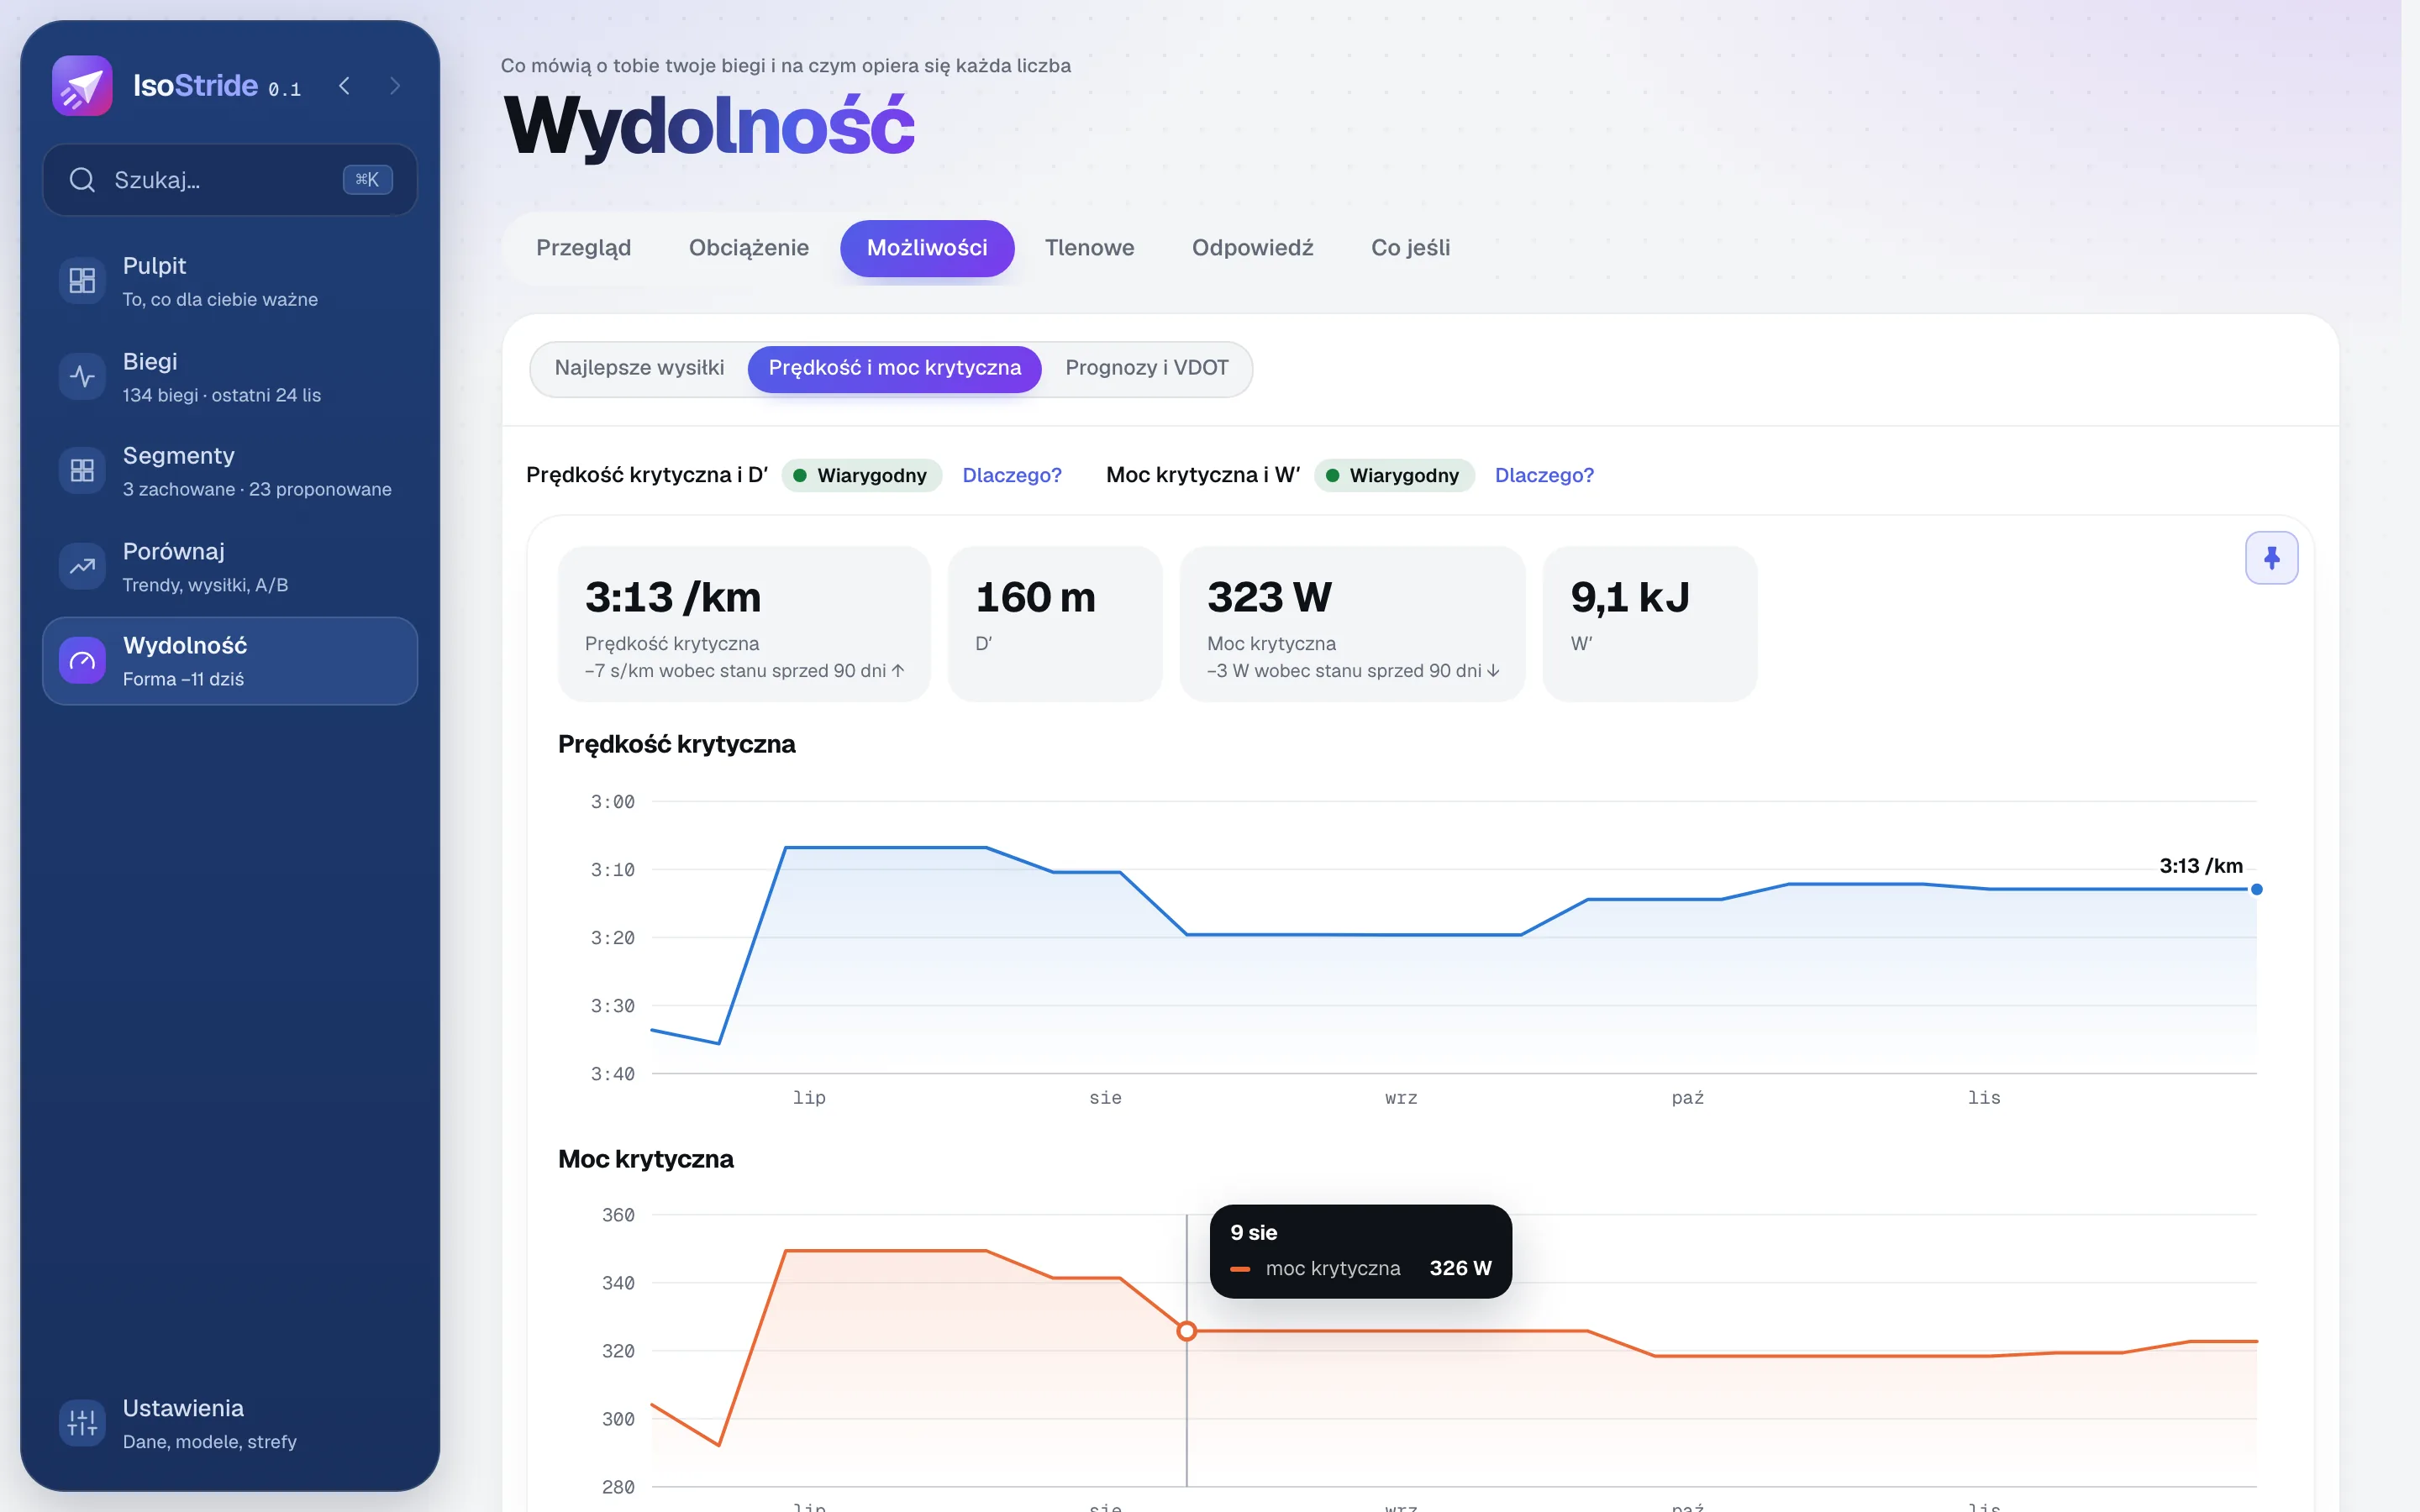 IsoStride 0.1
Szukaj...
⌘K
Pulpit
To, co dla ciebie ważne
Biegi
134 biegi · ostatni 24 lis
Segmenty
3 zachowane · 23 proponowane
Porównaj
Trendy, wysiłki, A/B
Wydolność
Forma −11 dziś
Ustawienia
Dane, modele, strefy
Co mówią o tobie twoje biegi i na czym opiera się każda liczba
Wydolność
Przegląd Obciążenie Możliwości Tlenowe Odpowiedź Co jeśli
Najlepsze wysiłki Prędkość i moc krytyczna Prognozy i VDOT
Prędkość krytyczna i D′ Wiarygodny Dlaczego? Moc krytyczna i W′ Wiarygodny Dlaczego?
3:13 /km
Prędkość krytyczna
−7 s/km wobec stanu sprzed 90 dni ↑
160 m
D′
323 W
Moc krytyczna
−3 W wobec stanu sprzed 90 dni ↓
9,1 kJ
W′
Prędkość krytyczna
3:00
3:10
3:20
3:30
3:40
3:13 /km
lip sie wrz paź lis
Moc krytyczna
360
340
320
300
280
9 sie
moc krytyczna 326 W
lip sie wrz paź lis